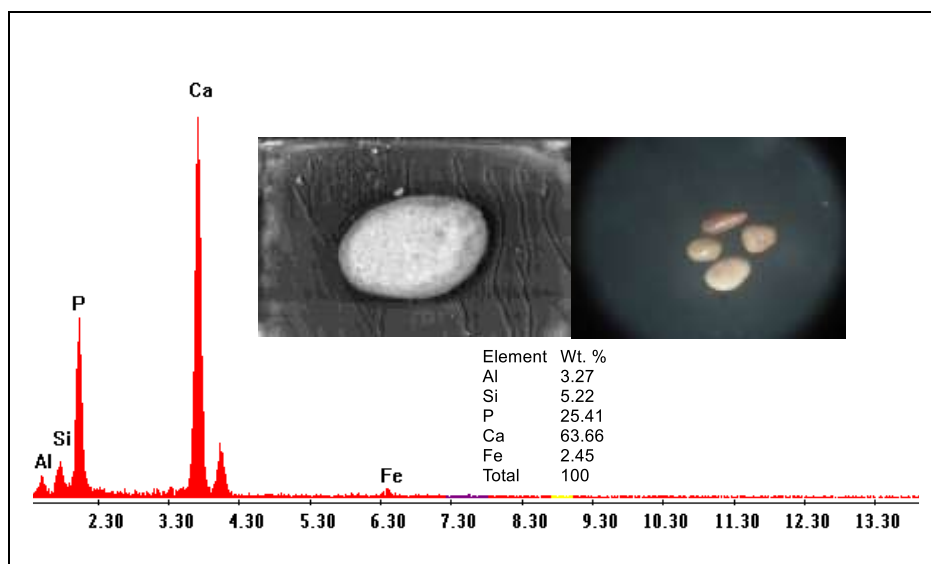 Ca
P
Si
Al
Fe
Element Wt. %
Al 3.27
Si 5.22
P 25.41
Ca 63.66
Fe 2.45
Total 100
2.30 3.30 4.30 5.30 6.30 7.30 8.30 9.30 10.30 11.30 12.30 13.30